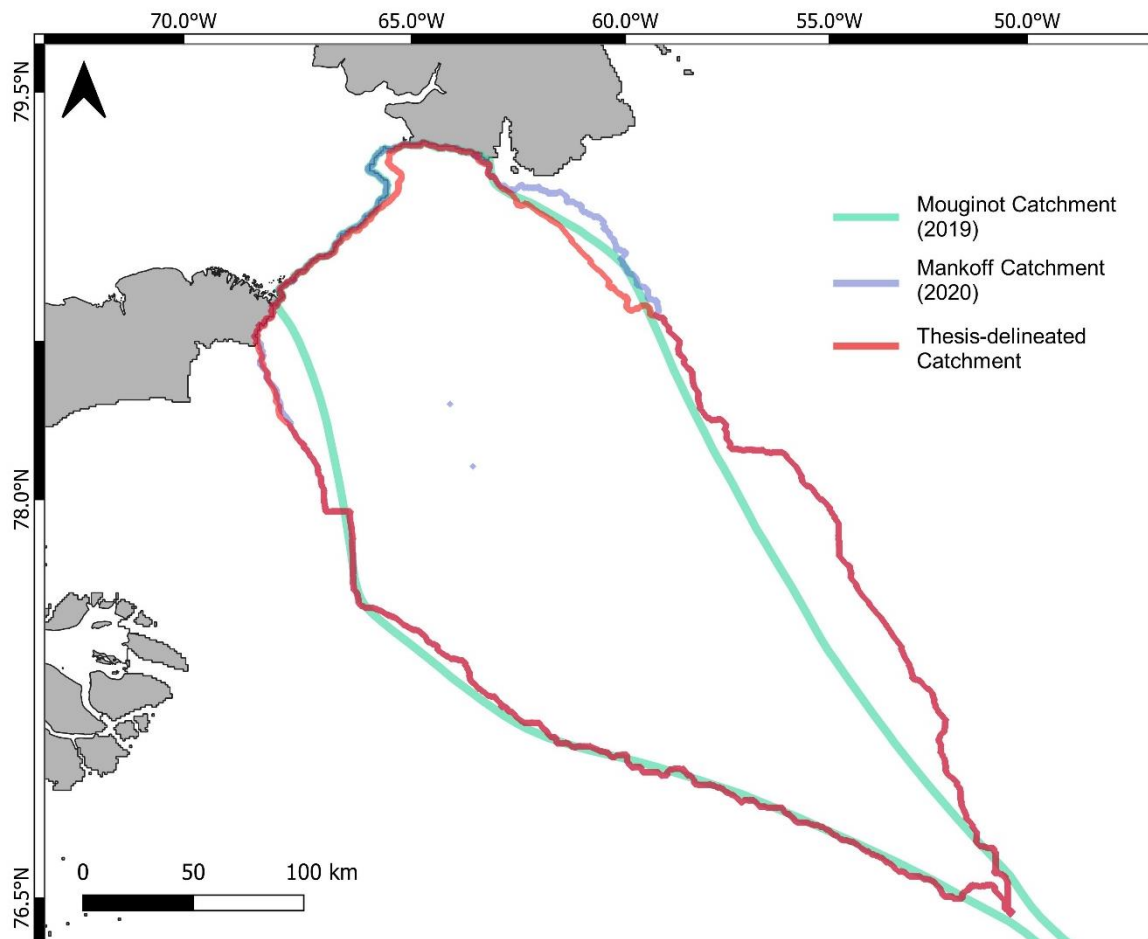 70.0°W 65.0°W 60.0°W 55.0°W 50.0°W
79.5°N
Mouginot Catchment
(2019)
Mankoff Catchment
(2020)
Thesis-delineated
Catchment
78.0°N
0 50 100 km
76.5°N